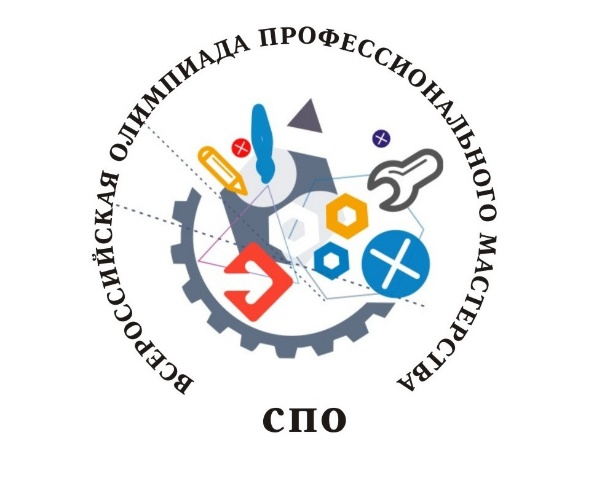 ВСЕРОССИЙСКАЯ ОЛИМПИАДА ПРОФЕССИОНАЛЬНОГО МАСТЕРСТВА
СПО